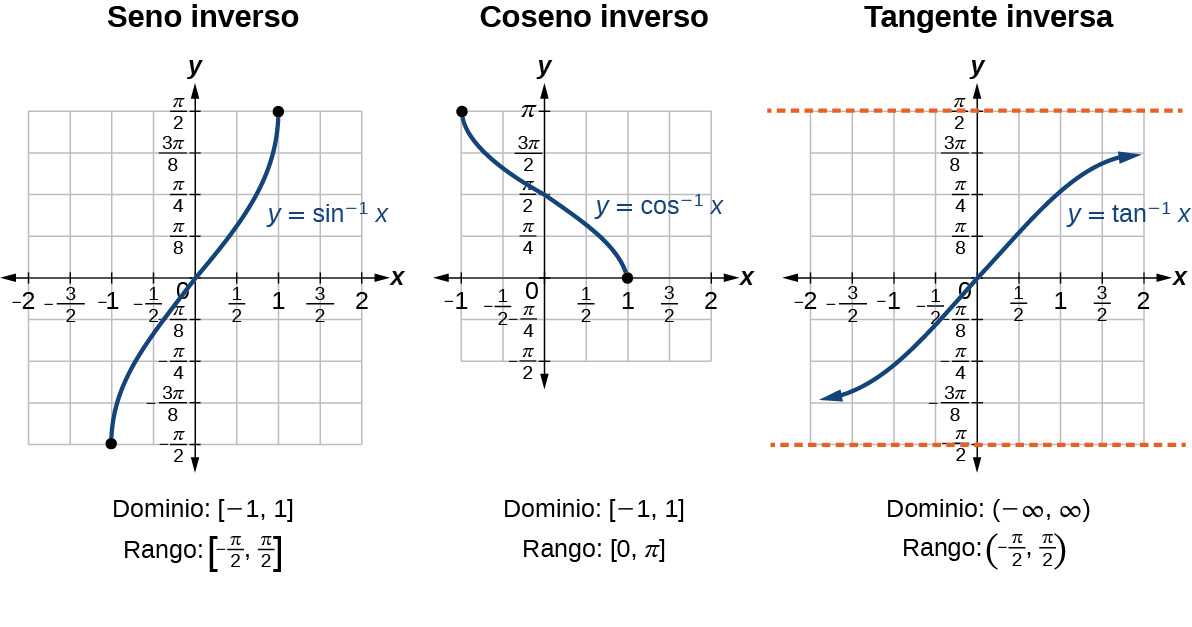 Seno inverso
y
π/2
3π/8
π/4
π/8
y = sin⁻¹ x
x
−2 −3/2 −1 −1/2 0 1/2 1 3/2 2
−π/8
−π/4
−3π/8
−π/2
Dominio: [−1, 1]
Rango: [−π/2, π/2]
Coseno inverso
y
π
3π/2
π/2
y = cos⁻¹ x
π/4
x
−1 −1/2 0 1/2 1 3/2 2
−π/4
−π/2
Dominio: [−1, 1]
Rango: [0, π]
Tangente inversa
y
π/2
3π/8
π/4
y = tan⁻¹ x
π/8
x
−2 −3/2 −1 −1/2 0 1/2 1 3/2 2
−π/8
−π/4
−3π/8
−π/2
Dominio: (−∞, ∞)
Rango: (−π/2, π/2)